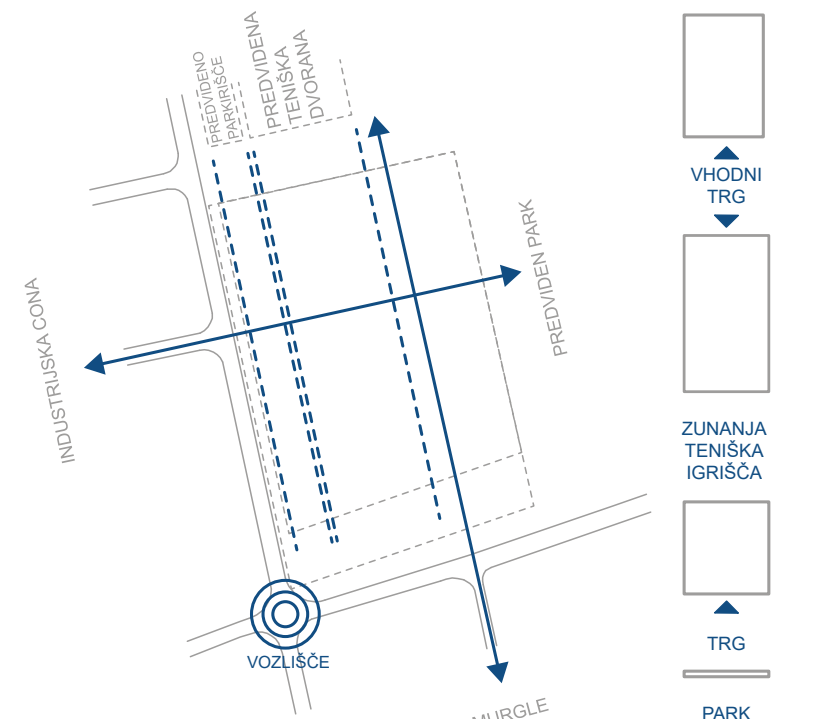 PREDVIDENO
PARKIRIŠČE
PREDVIDENA
TENIŠKA
DVORANA
VHODNI
TRG
PREDVIDEN PARK
INDUSTRIJSKA CONA
ZUNANJA
TENIŠKA
IGRIŠČA
TRG
VOZLIŠČE
MURGLE
PARK